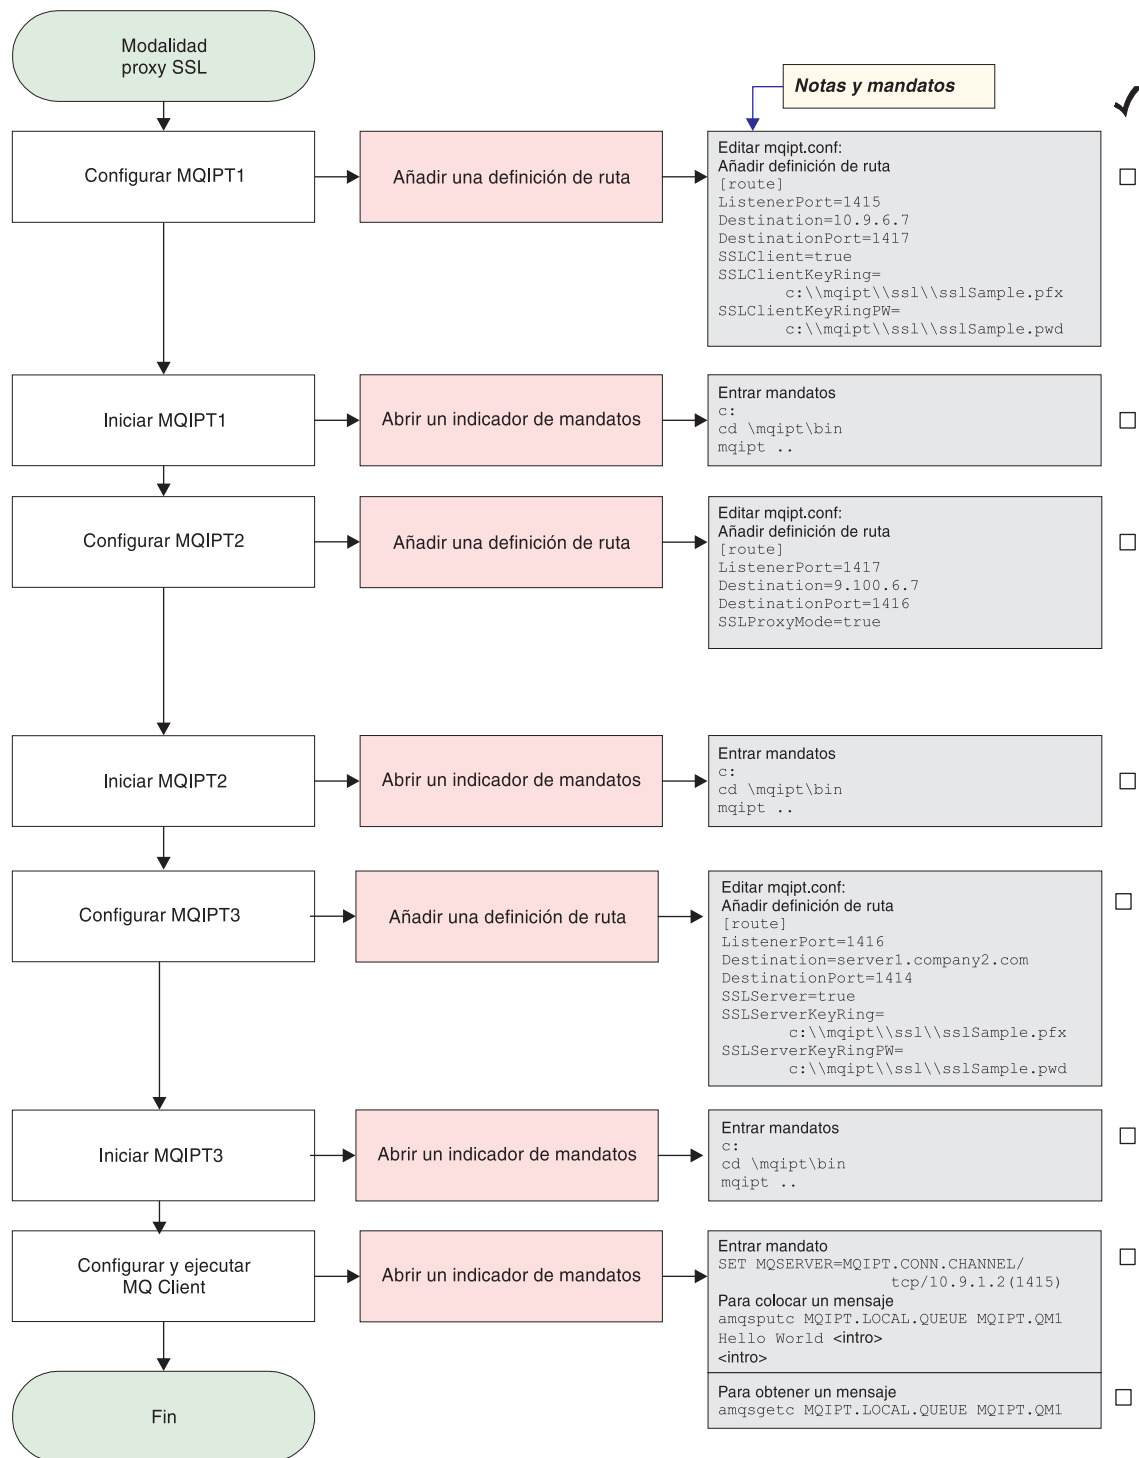 Modalidad
proxy SSL
Notas y mandatos
Configurar MQIPT1
Añadir una definición de ruta
Editar mqipt.conf:
Añadir definición de ruta
[route]
ListenerPort=1415
Destination=10.9.6.7
DestinationPort=1417
SSLClient=true
SSLClientKeyRing=
c:\\mqipt\\ssl\\sslSample.pfx
SSLClientKeyRingPW=
c:\\mqipt\\ssl\\sslSample.pwd
Iniciar MQIPT1
Abrir un indicador de mandatos
Entrar mandatos
c:
cd \mqipt\bin
mqipt ..
Configurar MQIPT2
Añadir una definición de ruta
Editar mqipt.conf:
Añadir definición de ruta
[route]
ListenerPort=1417
Destination=9.100.6.7
DestinationPort=1416
SSLProxyMode=true
Iniciar MQIPT2
Abrir un indicador de mandatos
Entrar mandatos
c:
cd \mqipt\bin
mqipt ..
Configurar MQIPT3
Añadir una definición de ruta
Editar mqipt.conf:
Añadir definición de ruta
[route]
ListenerPort=1416
Destination=server1.company2.com
DestinationPort=1414
SSLServer=true
SSLServerKeyRing=
c:\\mqipt\\ssl\\sslSample.pfx
SSLServerKeyRingPW=
c:\\mqipt\\ssl\\sslSample.pwd
Iniciar MQIPT3
Abrir un indicador de mandatos
Entrar mandatos
c:
cd \mqipt\bin
mqipt ..
Configurar y ejecutar
MQ Client
Abrir un indicador de mandatos
Entrar mandato
SET MQSERVER=MQIPT.CONN.CHANNEL/
tcp/10.9.1.2(1415)
Para colocar un mensaje
amqsputc MQIPT.LOCAL.QUEUE MQIPT.QM1
Hello World <intro>
<intro>
Para obtener un mensaje
amqsgetc MQIPT.LOCAL.QUEUE MQIPT.QM1
Fin